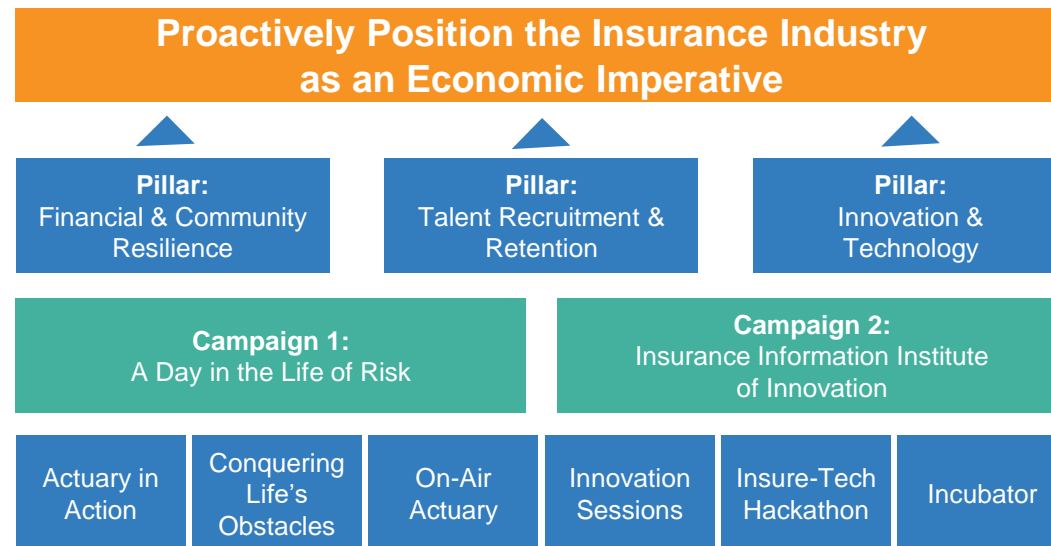 Proactively Position the Insurance Industry
as an Economic Imperative
Pillar:
Financial & Community
Resilience
Pillar:
Talent Recruitment &
Retention
Pillar:
Innovation &
Technology
Campaign 1:
A Day in the Life of Risk
Campaign 2:
Insurance Information Institute
of Innovation
Actuary in
Action
Conquering
Life’s
Obstacles
On-Air
Actuary
Innovation
Sessions
Insure-Tech
Hackathon
Incubator